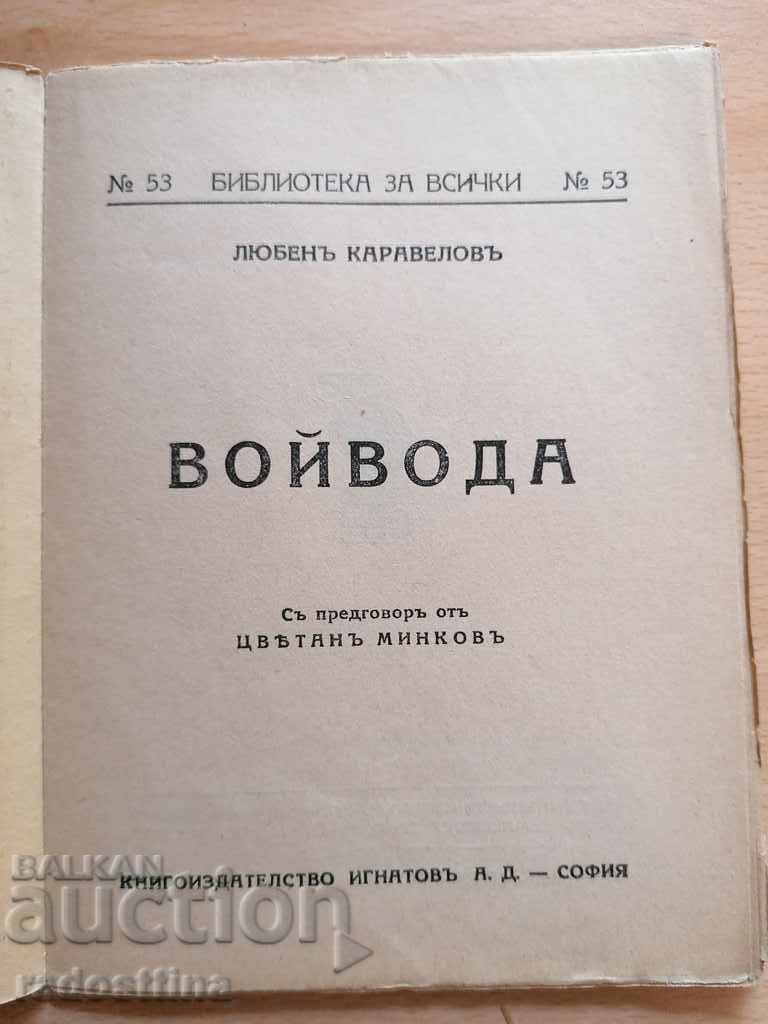 № 53 БИБЛИОТЕКА ЗА ВСИЧКИ № 53
ЛЮБЕНЪ КАРАВЕЛОВЪ
ВОЙВОДА
Съ предговоръ отъ
ЦВѢТАНЪ МИНКОВЪ
КНИГОИЗДАТЕЛСТВО ИГНАТОВЪ А. Д. — СОФИЯ
BALKAN
auction
radosttina